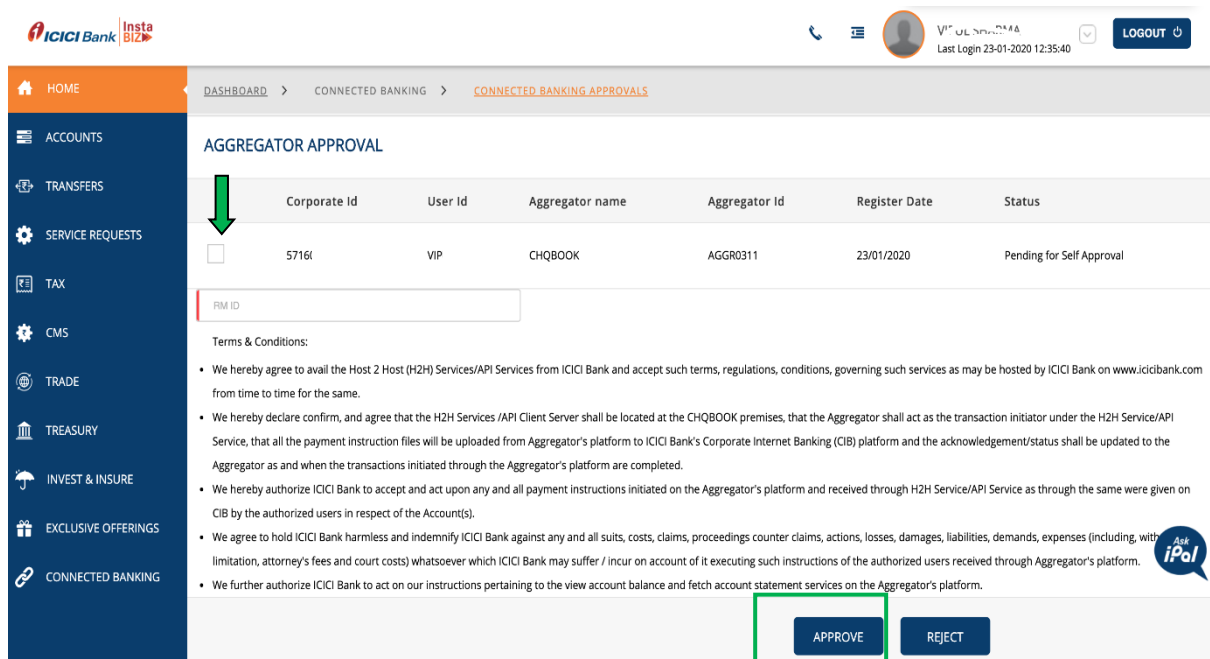 ICICI Bank Insta BIZ
Last Login 23-01-2020 12:35:40
LOGOUT
HOME
ACCOUNTS
TRANSFERS
SERVICE REQUESTS
TAX
CMS
TRADE
TREASURY
INVEST & INSURE
EXCLUSIVE OFFERINGS
CONNECTED BANKING
DASHBOARD > CONNECTED BANKING > CONNECTED BANKING APPROVALS
AGGREGATOR APPROVAL
Corporate Id User Id Aggregator name Aggregator Id Register Date Status
5716 VIP CHQBOOK AGGR0311 23/01/2020 Pending for Self Approval
RM ID
Terms & Conditions:
• We hereby agree to avail the Host 2 Host (H2H) Services/API Services from ICICI Bank and accept such terms, regulations, conditions, governing such services as may be hosted by ICICI Bank on www.icicibank.com
from time to time for the same.
• We hereby declare confirm, and agree that the H2H Services /API Client Server shall be located at the CHQBOOK premises, that the Aggregator shall act as the transaction initiator under the H2H Service/API
Service, that all the payment instruction files will be uploaded from Aggregator's platform to ICICI Bank's Corporate Internet Banking (CIB) platform and the acknowledgement/status shall be updated to the
Aggregator as and when the transactions initiated through the Aggregator's platform are completed.
• We hereby authorize ICICI Bank to accept and act upon any and all payment instructions initiated on the Aggregator's platform and received through H2H Service/API Service as through the same were given on
CIB by the authorized users in respect of the Account(s).
• We agree to hold ICICI Bank harmless and indemnify ICICI Bank against any and all suits, costs, claims, proceedings counter claims, actions, losses, damages, liabilities, demands, expenses (including,
limitation, attorney's fees and court costs) whatsoever which ICICI Bank may suffer / incur on account of it executing such instructions of the authorized users received through Aggregator's platform.
• We further authorize ICICI Bank to act on our instructions pertaining to the view account balance and fetch account statement services on the Aggregator's platform.
Ask iPal
APPROVE REJECT